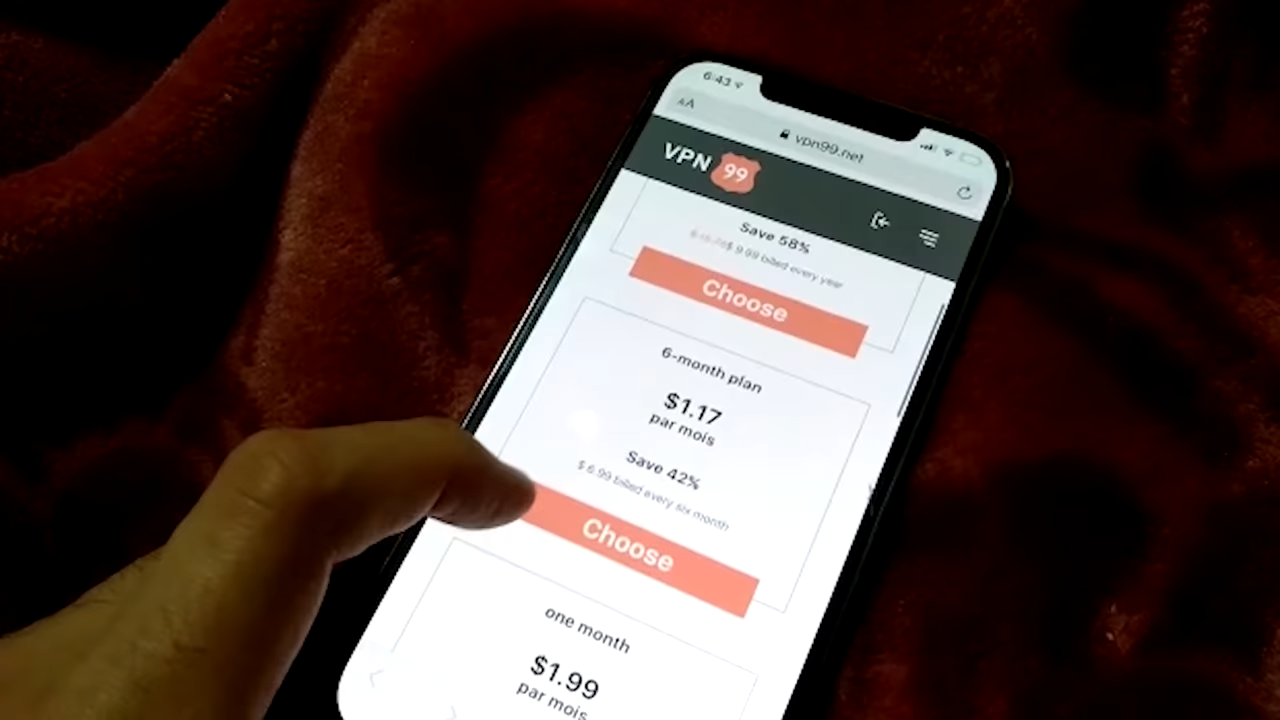 6:43
AA
vpn99.net
VPN 99
Save 58%
$ 9.99 billed every year
Choose
6-month plan
$1.17
par mois
Save 42%
$ 6.99 billed every six month
Choose
one month
$1.99
par mois